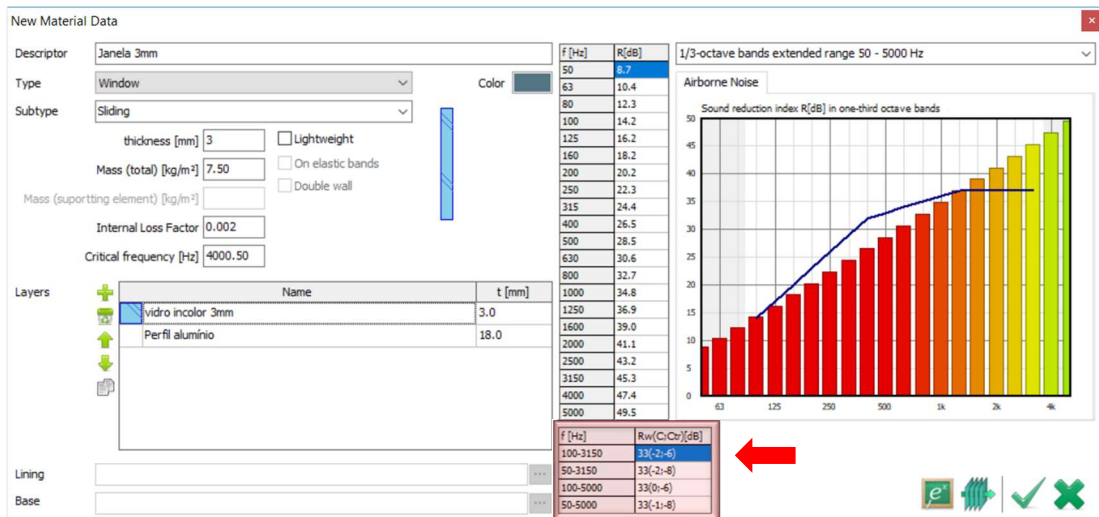 New Material Data
Descriptor Janela 3mm
Type Window Color
Subtype Sliding
thickness [mm] 3 Lightweight
Mass (total) [kg/m²] 7.50 On elastic bands
Double wall
Mass (suportting element) [kg/m²]
Internal Loss Factor 0.002
Critical frequency [Hz] 4000.50
Layers
Name t [mm]
vidro incolor 3mm 3.0
Perfil alumínio 18.0
Lining ...
Base ...
f [Hz] R[dB]
50 8.7
63 10.4
80 12.3
100 14.2
125 16.2
160 18.2
200 20.2
250 22.3
315 24.4
400 26.5
500 28.5
630 30.6
800 32.7
1000 34.8
1250 36.9
1600 39.0
2000 41.1
2500 43.2
3150 45.3
4000 47.4
5000 49.5
f [Hz] Rw(C;Ctr)[dB]
100-3150 33(-2;-6)
50-3150 33(-2;-8)
100-5000 33(0;-6)
50-5000 33(-1;-8)
1/3-octave bands extended range 50 - 5000 Hz
Airborne Noise
Sound reduction index R[dB] in one-third octave bands
50
45
40
35
30
25
20
15
10
5
0
63 125 250 500 1k 2k 4k
eˣ